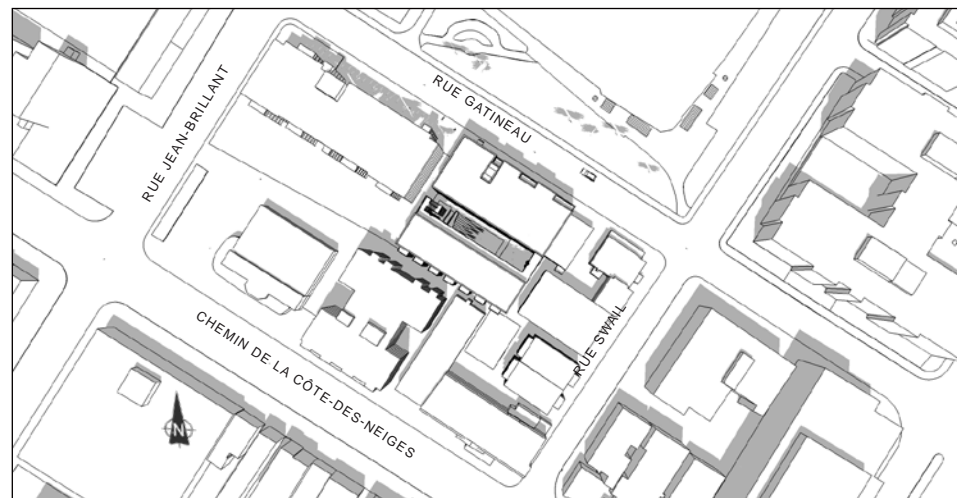 RUE JEAN-BRILLANT
RUE GATINEAU
CHEMIN DE LA CÔTE-DES-NEIGES
RUE SWAIL
N